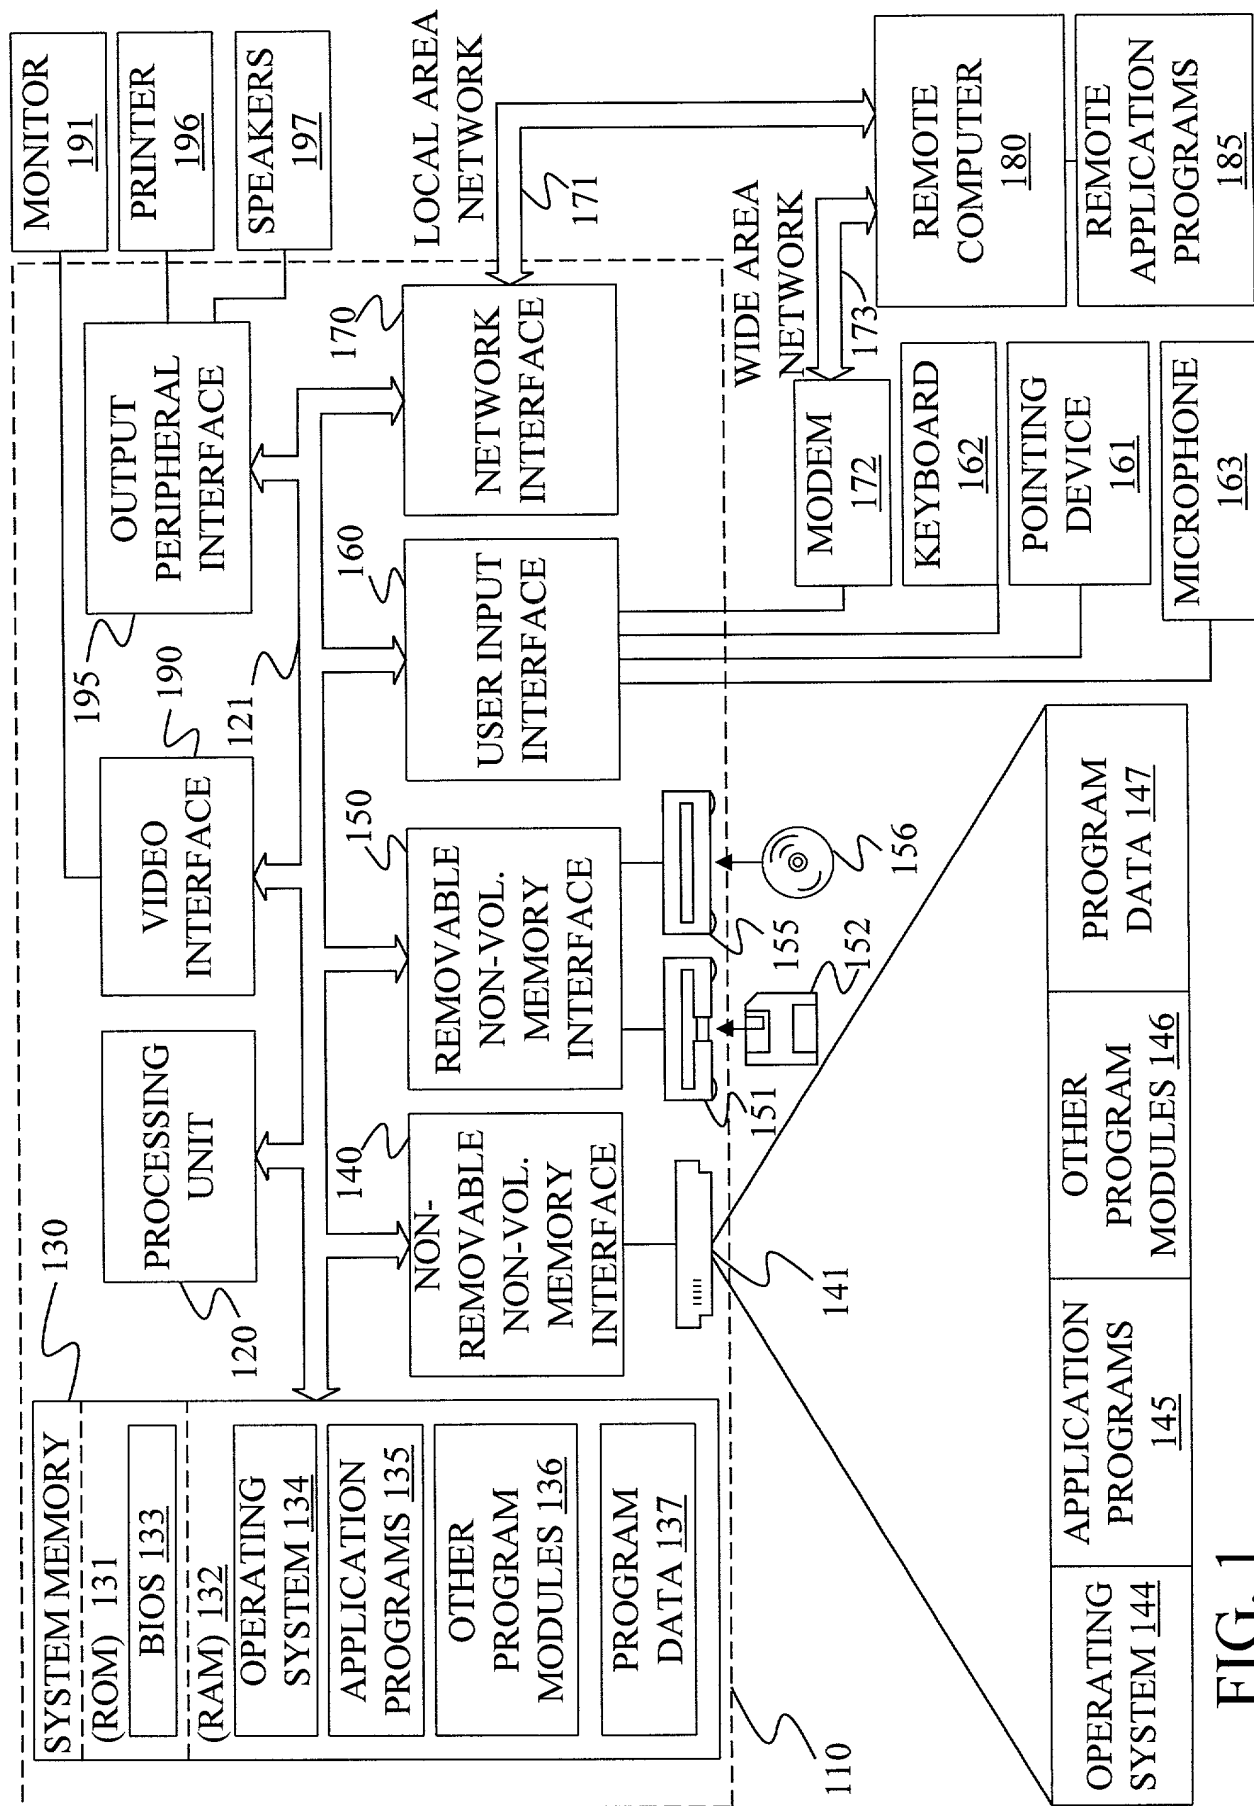 SYSTEM MEMORY
(ROM) 131
BIOS 133
(RAM) 132
OPERATING
SYSTEM 134
APPLICATION
PROGRAMS 135
OTHER
PROGRAM
MODULES 136
PROGRAM
DATA 137
130
120
PROCESSING
UNIT
VIDEO
INTERFACE
190
121
195
OUTPUT
PERIPHERAL
INTERFACE
MONITOR
191
PRINTER
196
SPEAKERS
197
140
NON-
REMOVABLE
NON-VOL.
MEMORY
INTERFACE
150
REMOVABLE
NON-VOL.
MEMORY
INTERFACE
160
USER INPUT
INTERFACE
170
NETWORK
INTERFACE
LOCAL AREA
NETWORK
171
WIDE AREA
NETWORK
173
110
141
151
152
155
156
MODEM
172
KEYBOARD
162
POINTING
DEVICE
161
MICROPHONE
163
REMOTE
COMPUTER
180
REMOTE
APPLICATION
PROGRAMS
185
OPERATING
SYSTEM 144
APPLICATION
PROGRAMS
145
OTHER
PROGRAM
MODULES 146
PROGRAM
DATA 147
FIG. 1